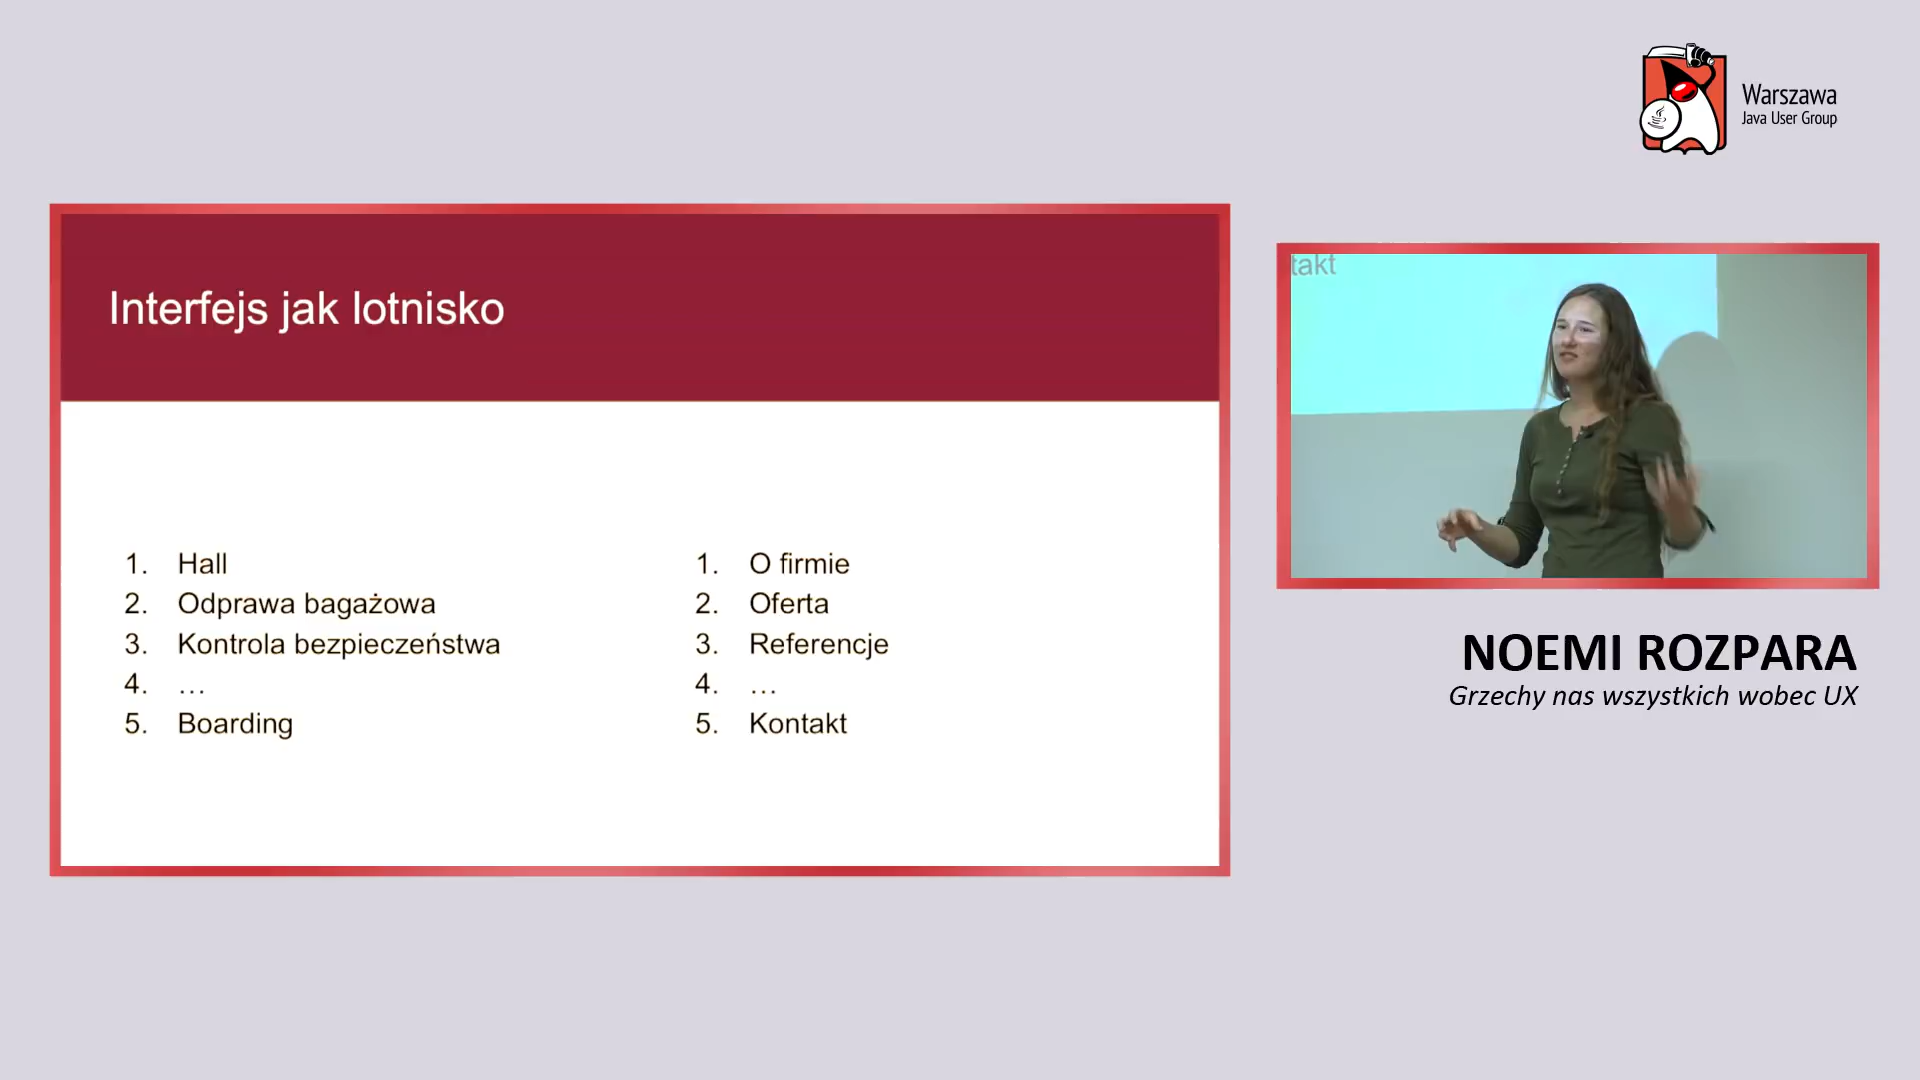 Warszawa
Java User Group
Interfejs jak lotnisko
1. Hall
2. Odprawa bagażowa
3. Kontrola bezpieczeństwa
4. …
5. Boarding
1. O firmie
2. Oferta
3. Referencje
4. …
5. Kontakt
takt
NOEMI ROZPARA
Grzechy nas wszystkich wobec UX